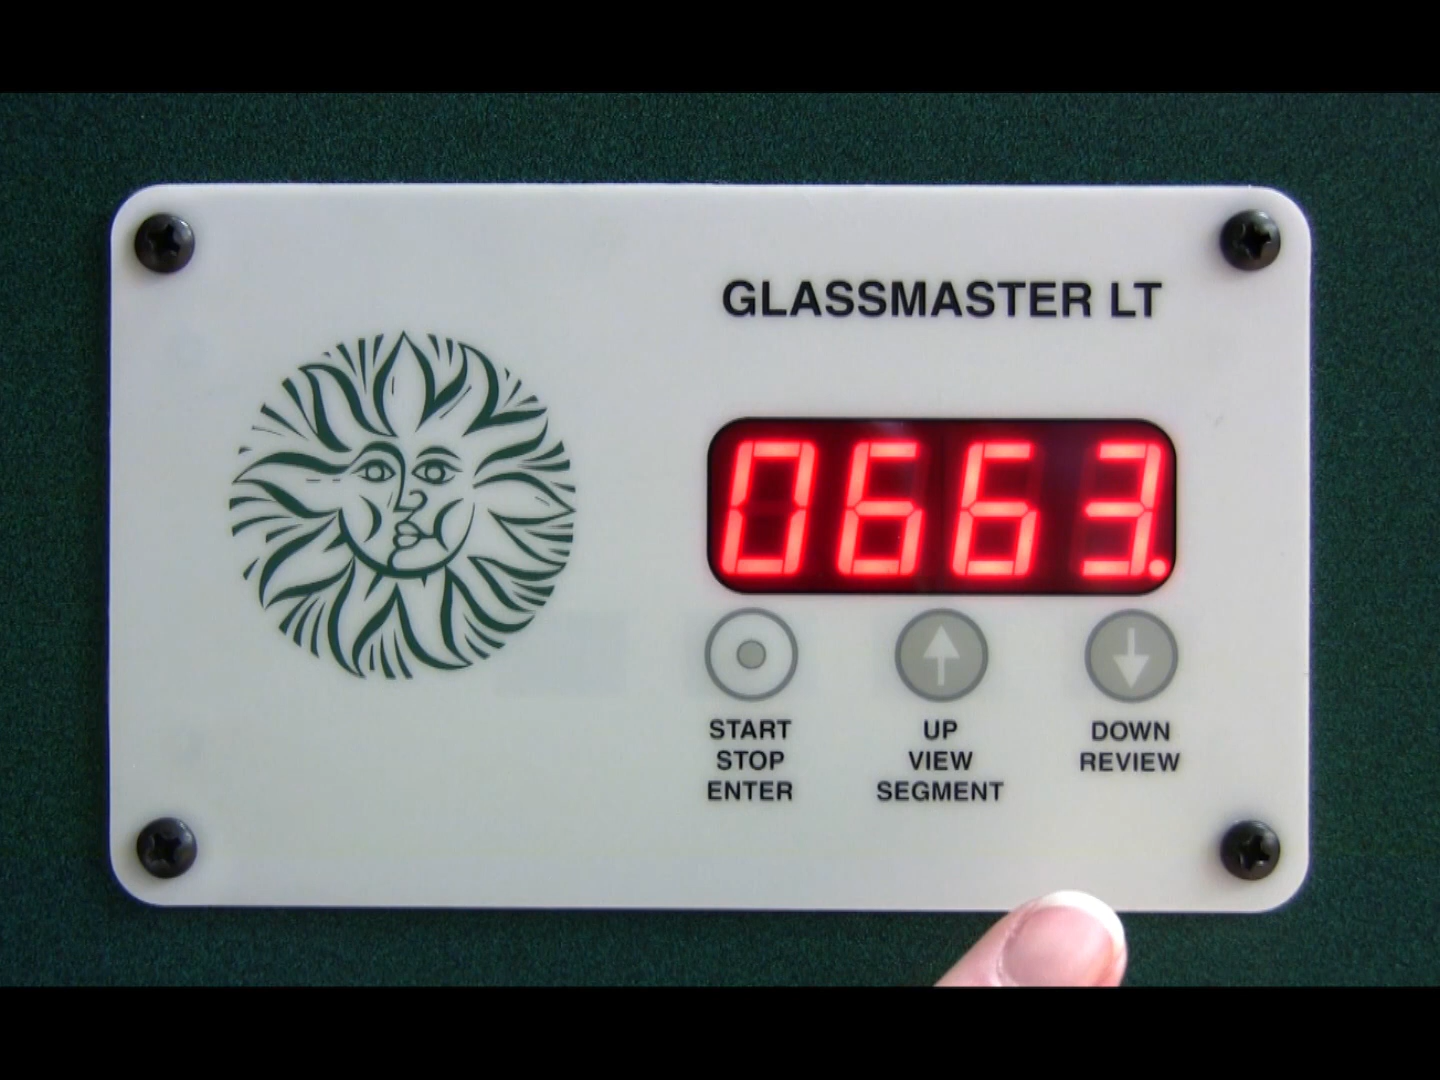 GLASSMASTER LT
0663.
START
STOP
ENTER
UP
VIEW
SEGMENT
DOWN
REVIEW